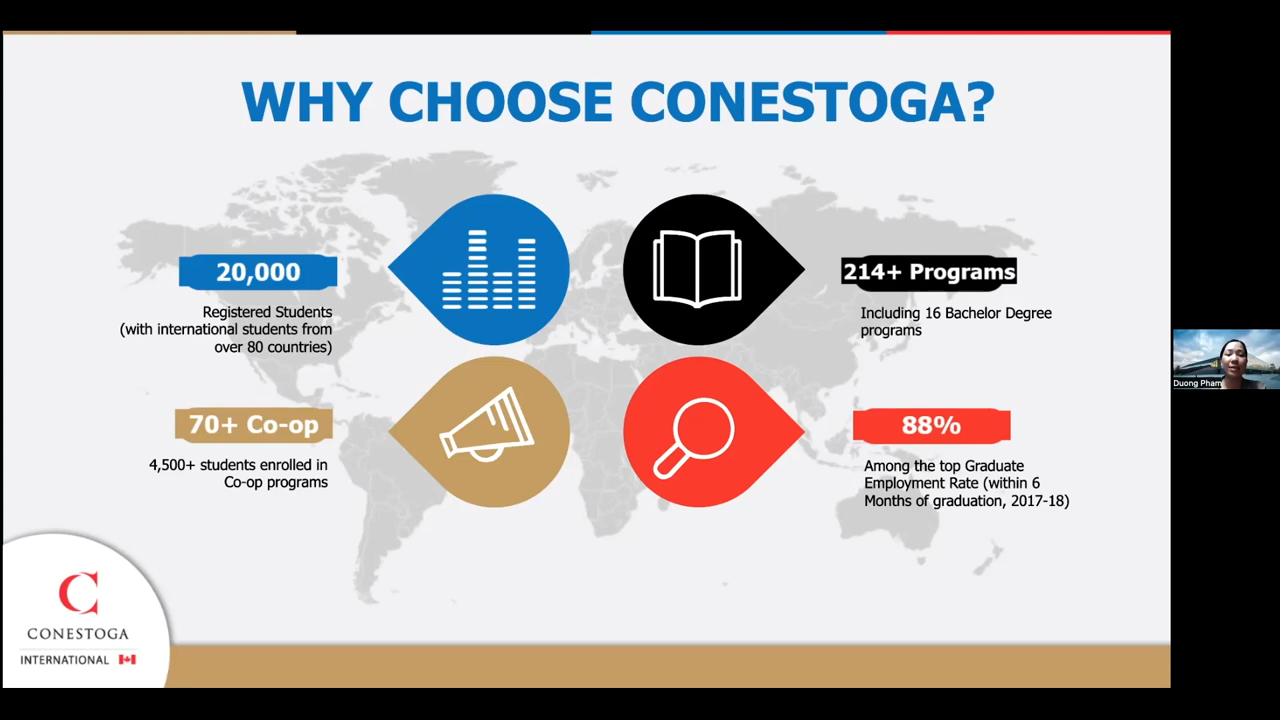 WHY CHOOSE CONESTOGA?
20,000
Registered Students
(with international students from
over 80 countries)
214+ Programs
Including 16 Bachelor Degree
programs
70+ Co-op
4,500+ students enrolled in
Co-op programs
88%
Among the top Graduate
Employment Rate (within 6
Months of graduation, 2017-18)
Duong Pham
C
CONESTOGA
INTERNATIONAL